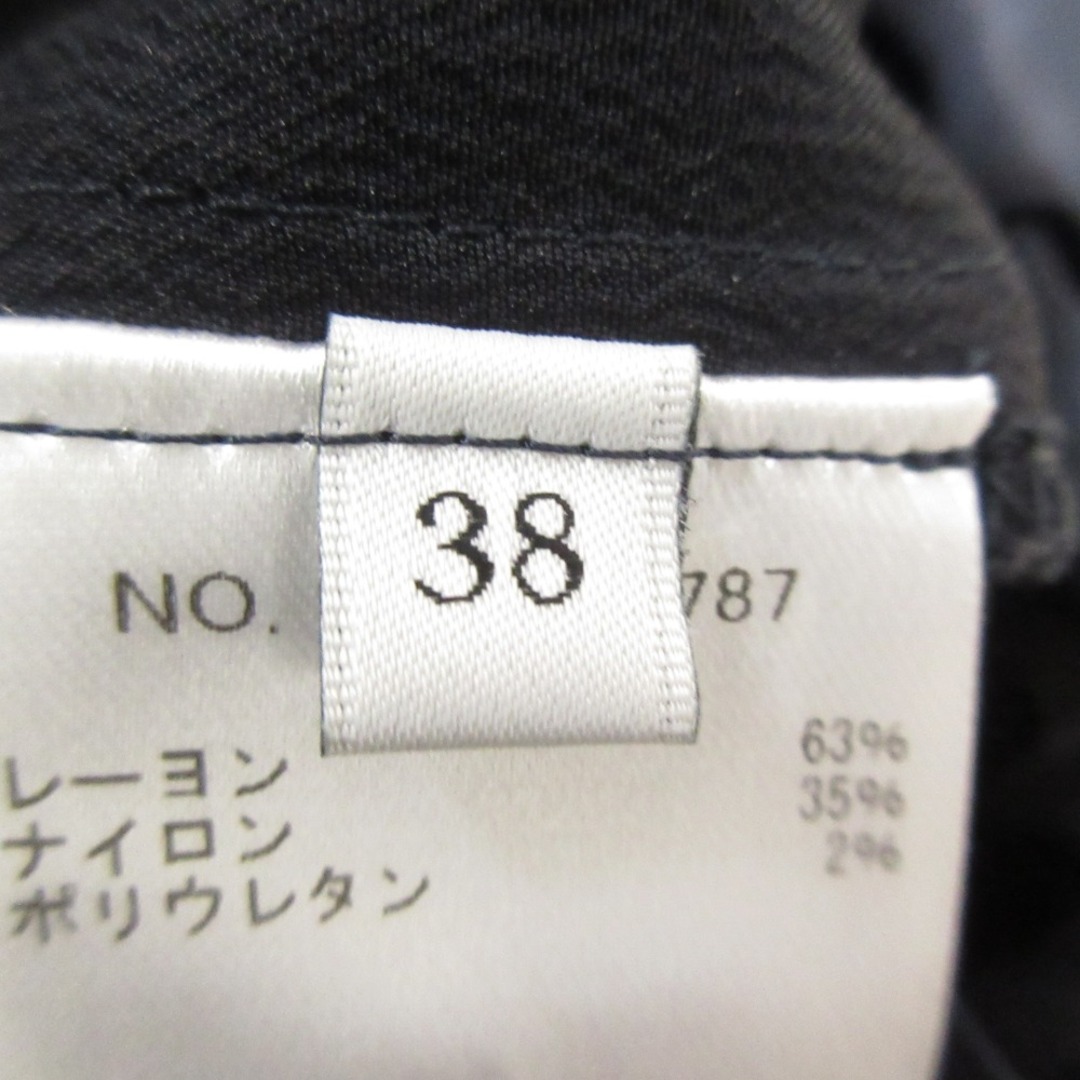 38
NO. 787
レーヨン 63%
ナイロン 35%
ポリウレタン 2%